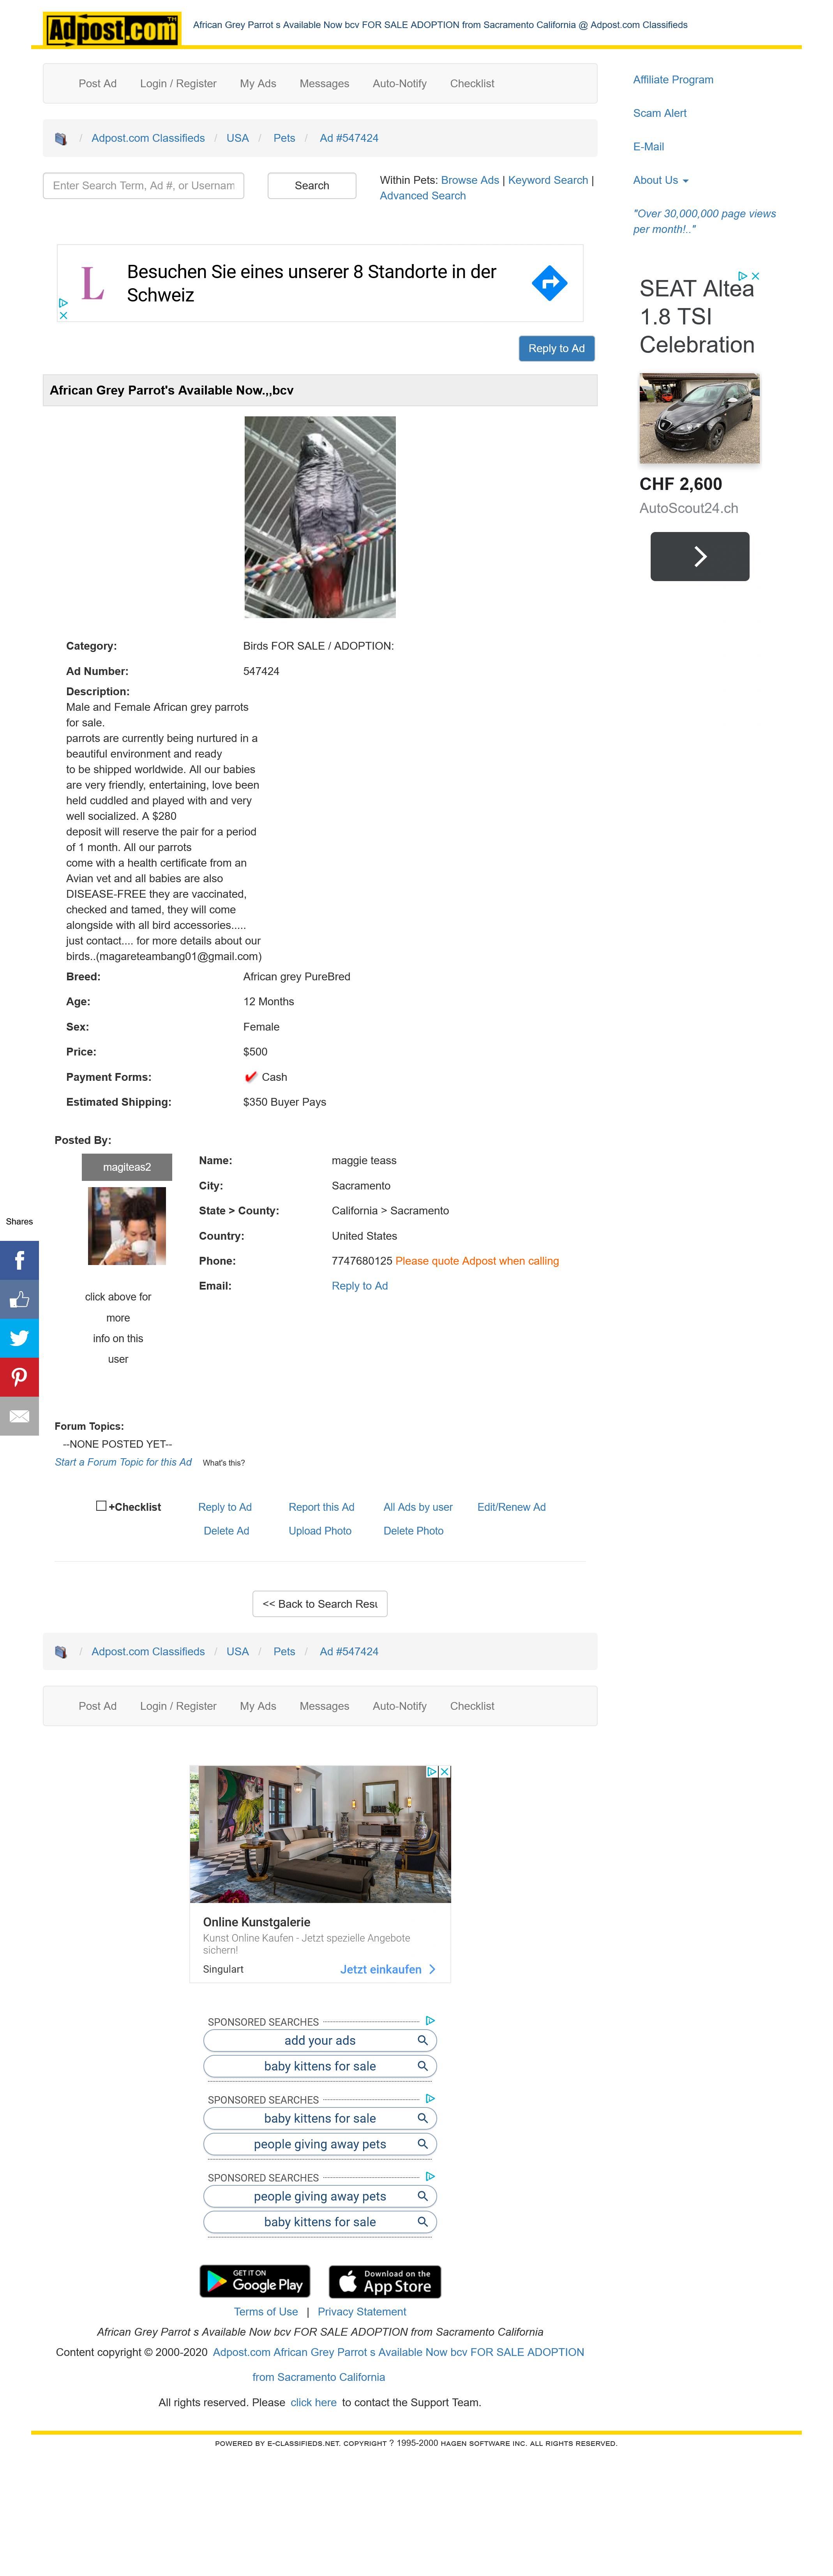 Adpost.com TM
African Grey Parrot s Available Now bcv FOR SALE ADOPTION from Sacramento California @ Adpost.com Classifieds
Post Ad Login / Register My Ads Messages Auto-Notify Checklist
/ Adpost.com Classifieds / USA / Pets / Ad #547424
Enter Search Term, Ad #, or Usernam
Search
Within Pets: Browse Ads | Keyword Search |
Advanced Search
Affiliate Program
Scam Alert
E-Mail
About Us
"Over 30,000,000 page views
per month!.."
L
Besuchen Sie eines unserer 8 Standorte in der
Schweiz
SEAT Altea
1.8 TSI
Celebration
CHF 2,600
AutoScout24.ch
Reply to Ad
African Grey Parrot's Available Now.,,bcv
Category: Birds FOR SALE / ADOPTION:
Ad Number: 547424
Description:
Male and Female African grey parrots
for sale.
parrots are currently being nurtured in a
beautiful environment and ready
to be shipped worldwide. All our babies
are very friendly, entertaining, love been
held cuddled and played with and very
well socialized. A $280
deposit will reserve the pair for a period
of 1 month. All our parrots
come with a health certificate from an
Avian vet and all babies are also
DISEASE-FREE they are vaccinated,
checked and tamed, they will come
alongside with all bird accessories.....
just contact.... for more details about our
birds..(magareteambang01@gmail.com)
Breed: African grey PureBred
Age: 12 Months
Sex: Female
Price: $500
Payment Forms: Cash
Estimated Shipping: $350 Buyer Pays
Posted By:
magiteas2
click above for
more
info on this
user
Name: maggie teass
City: Sacramento
State > County: California > Sacramento
Country: United States
Phone: 7747680125 Please quote Adpost when calling
Email: Reply to Ad
Shares
Forum Topics:
--NONE POSTED YET--
Start a Forum Topic for this Ad What's this?
+Checklist Reply to Ad Report this Ad All Ads by user Edit/Renew Ad
Delete Ad Upload Photo Delete Photo
<< Back to Search Resu
/ Adpost.com Classifieds / USA / Pets / Ad #547424
Post Ad Login / Register My Ads Messages Auto-Notify Checklist
Online Kunstgalerie
Kunst Online Kaufen - Jetzt spezielle Angebote
sichern!
Singulart Jetzt einkaufen
SPONSORED SEARCHES
add your ads
baby kittens for sale
SPONSORED SEARCHES
baby kittens for sale
people giving away pets
SPONSORED SEARCHES
people giving away pets
baby kittens for sale
GET IT ON
Google Play
Download on the
App Store
Terms of Use | Privacy Statement
African Grey Parrot s Available Now bcv FOR SALE ADOPTION from Sacramento California
Content copyright © 2000-2020 Adpost.com African Grey Parrot s Available Now bcv FOR SALE ADOPTION
from Sacramento California
All rights reserved. Please click here to contact the Support Team.
POWERED BY E-CLASSIFIEDS.NET. COPYRIGHT ? 1995-2000 HAGEN SOFTWARE INC. ALL RIGHTS RESERVED.